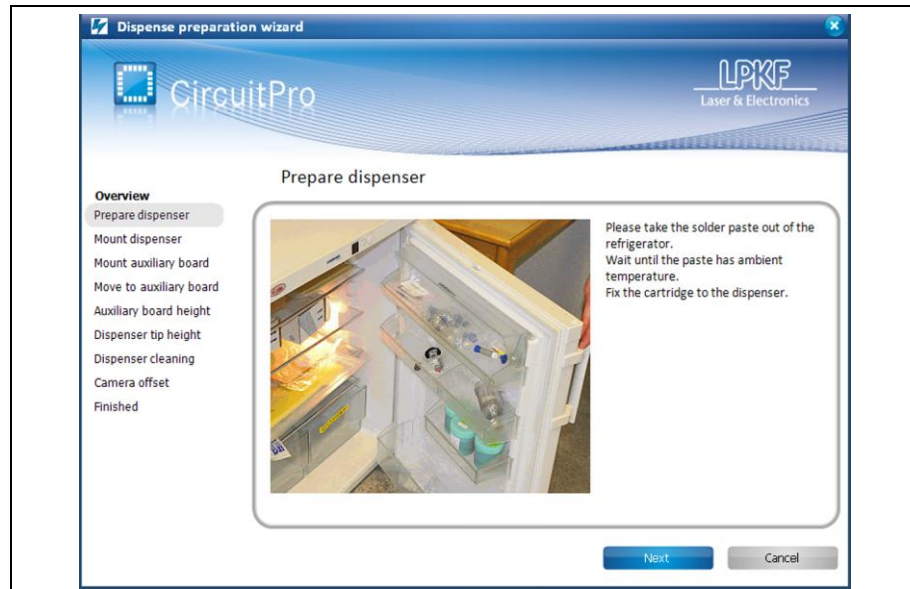 Dispense preparation wizard
CircuitPro
LPKF
Laser & Electronics
Prepare dispenser
Overview
Prepare dispenser
Mount dispenser
Mount auxiliary board
Move to auxiliary board
Auxiliary board height
Dispenser tip height
Dispenser cleaning
Camera offset
Finished
Please take the solder paste out of the
refrigerator.
Wait until the paste has ambient
temperature.
Fix the cartridge to the dispenser.
Next
Cancel